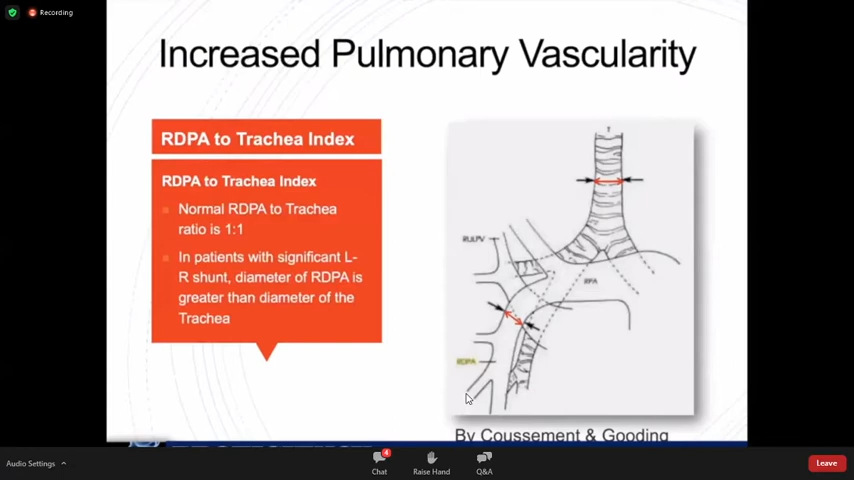 Recording
Increased Pulmonary Vascularity
RDPA to Trachea Index
RDPA to Trachea Index
Normal RDPA to Trachea
ratio is 1:1
In patients with significant L-
R shunt, diameter of RDPA is
greater than diameter of the
Trachea
T
RULPV
RPA
RDPA
By Coussement & Gooding
Audio Settings
4
Chat
Raise Hand
Q&A
Leave